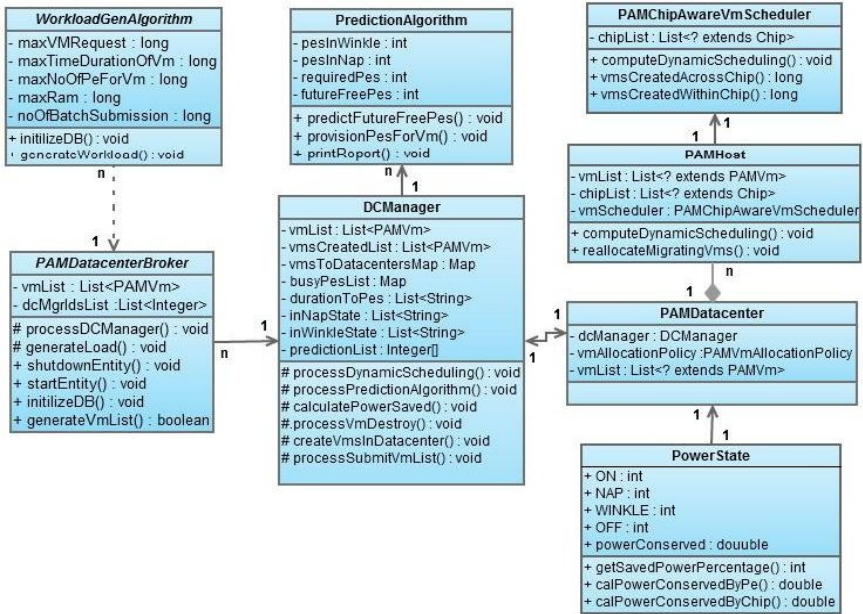 WorkloadGenAlgorithm
- maxVMRequest : long
- maxTimeDurationOfVm : long
- maxNoOfPeForVm : long
- maxRam : long
- noOfBatchSubmission : long
+ initilizeDB() : void
+ generateWorkload() : void
n
1
PAMDatacenterBroker
- vmList : List<PAMVm>
- dcMgrIdsList :List<Integer>
# processDCManager() : void
# generateLoad() : void
+ shutdownEntity() : void
+ startEntity() : void
+ initilizeDB() : void
+ generateVmList() : boolean
n
1
PredictionAlgorithm
- pesInWinkle : int
- pesInNap : int
- requiredPes : int
- futureFreePes : int
+ predictFutureFreePes() : void
+ provisionPesForVm() : void
+ printRoport() : void
n
1
DCManager
- vmList : List<PAMVm>
- vmsCreatedList : List<PAMVm>
- vmsToDatacentersMap : Map
- busyPesList : Map
- durationToPes : List<String>
- inNapState : List<String>
- inWinkleState : List<String>
- predictionList : Integer[]
# processDynamicScheduling() : void
# processPredictionAlgorithm() : void
# calculatePowerSaved() : void
#.processVmDestroy() : void
# createVmsInDatacenter() : void
# processSubmitVmList() : void
1
1
PAMChipAwareVmScheduler
- chipList : List<? extends Chip>
+ computeDynamicScheduling() : void
+ vmsCreatedAcrossChip() : long
+ vmsCreatedWithinChip() : long
1
1
PAMHost
-vmList : List<? extends PAMVm>
- chipList : List<? extends Chip>
- vmScheduler : PAMChipAwareVmScheduler
+ computeDynamicScheduling() : void
+ reallocateMigratingVms() : void
n
1
PAMDatacenter
- dcManager : DCManager
- vmAllocationPolicy :PAMVmAllocationPolicy
- vmList : List<? extends PAMVm>
1
1
PowerState
+ ON : int
+ NAP : int
+ WINKLE : int
+ OFF : int
+ powerConserved : douuble
+ getSavedPowerPercentage() : int
+ calPowerConservedByPe() : double
+ calPowerConservedByChip() : double